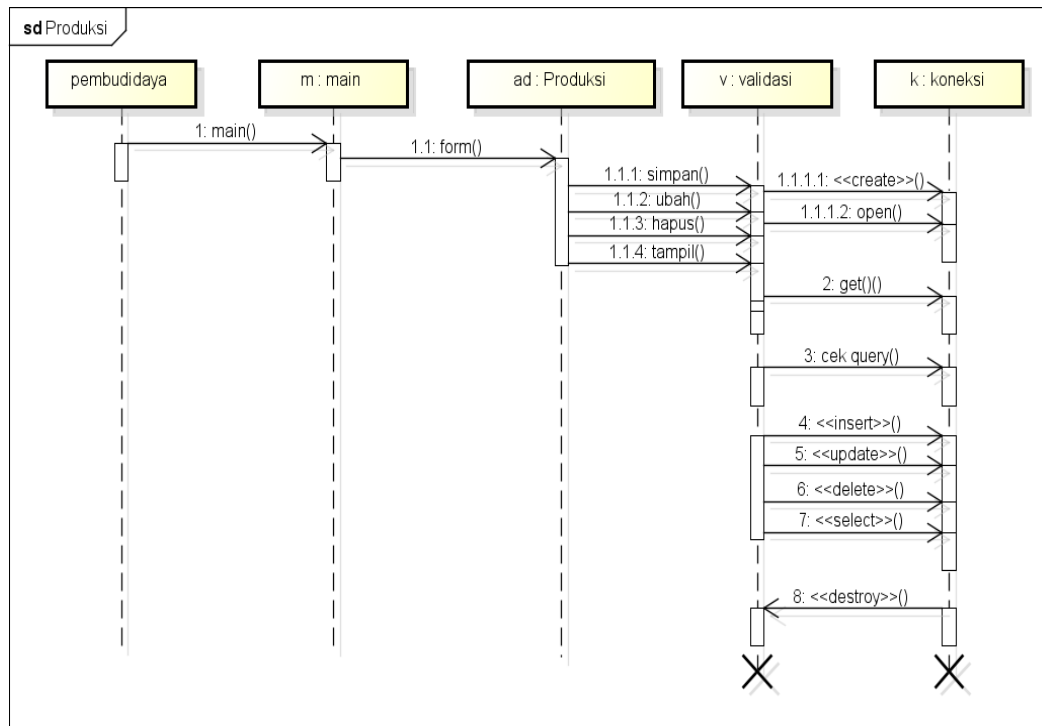 sd Produksi
pembudidaya
m : main
ad : Produksi
v : validasi
k : koneksi
1: main()
1.1: form()
1.1.1: simpan()
1.1.1.1: <<create>>()
1.1.2: ubah()
1.1.1.2: open()
1.1.3: hapus()
1.1.4: tampil()
2: get()()
3: cek query()
4: <<insert>>()
5: <<update>>()
6: <<delete>>()
7: <<select>>()
8: <<destroy>>()